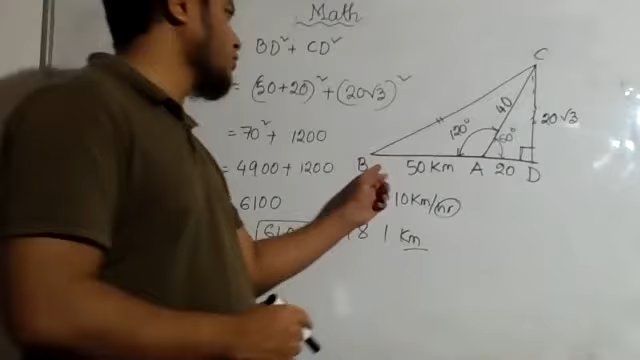 Math
BD² + CD²
= (50+20)² + (20√3)²
= 70² + 1200
= 4900 + 1200
6100
10 Km/hr
8 1 Km
C
40
20√3
120°
60°
B 50 Km A 20 D